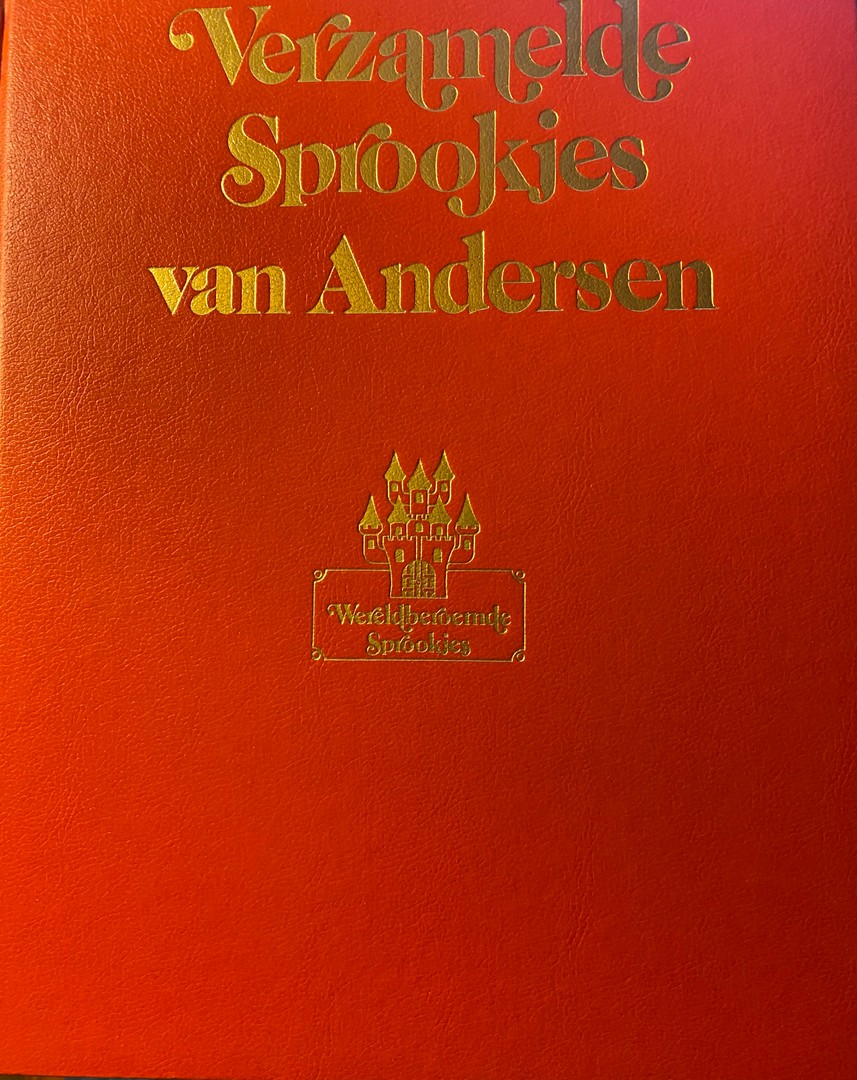 Verzamelde
Sprookjes
van Andersen
Wereldberoemde
Sprookjes